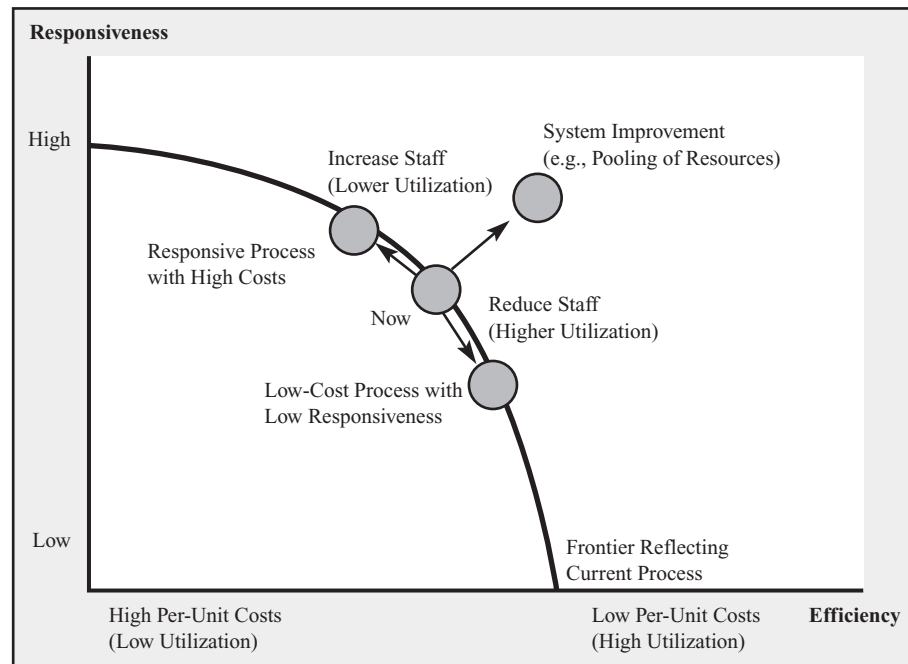 Responsiveness
High
System Improvement
(e.g., Pooling of Resources)
Increase Staff
(Lower Utilization)
Responsive Process
with High Costs
Now
Reduce Staff
(Higher Utilization)
Low-Cost Process with
Low Responsiveness
Low
Frontier Reflecting
Current Process
High Per-Unit Costs
(Low Utilization)
Low Per-Unit Costs
(High Utilization)
Efficiency